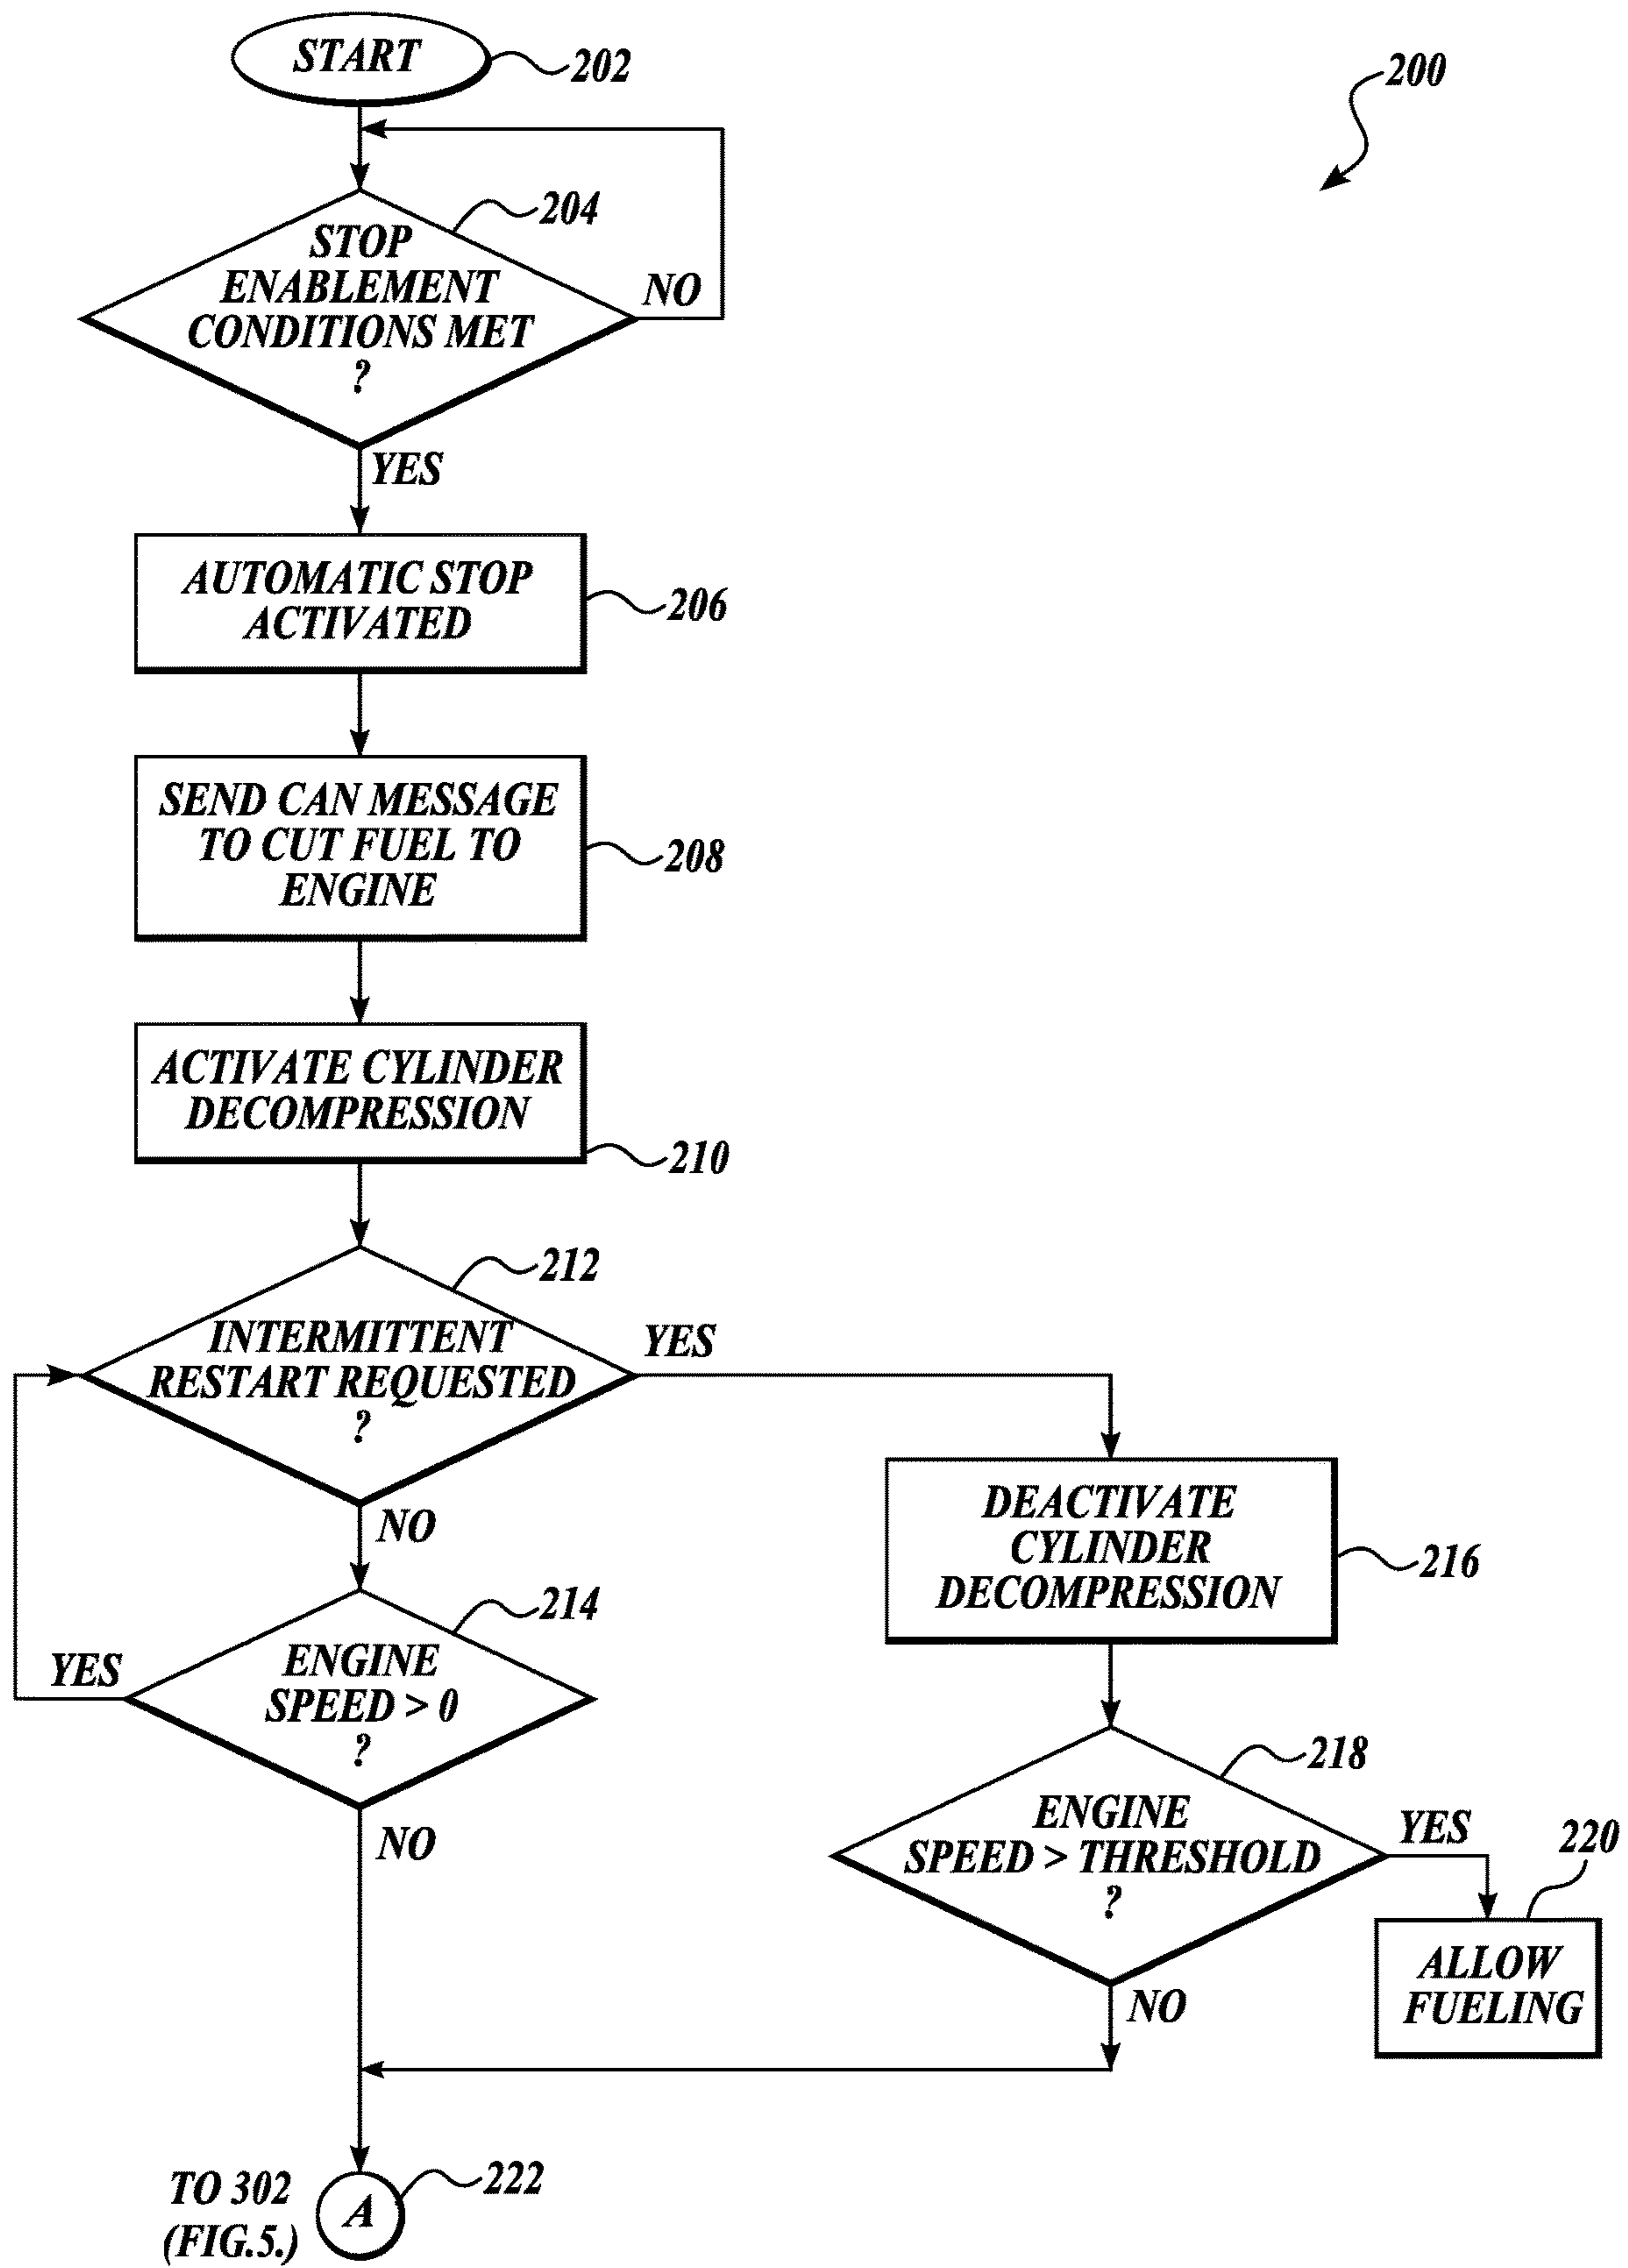 START
202
200
204
STOP
ENABLEMENT
CONDITIONS MET
?
NO
YES
AUTOMATIC STOP
ACTIVATED
206
SEND CAN MESSAGE
TO CUT FUEL TO
ENGINE
208
ACTIVATE CYLINDER
DECOMPRESSION
210
212
INTERMITTENT
RESTART REQUESTED
?
YES
NO
DEACTIVATE
CYLINDER
DECOMPRESSION
216
214
ENGINE
SPEED > 0
?
YES
NO
218
ENGINE
SPEED > THRESHOLD
?
YES
NO
220
ALLOW
FUELING
TO 302
(FIG.5.)
A
222